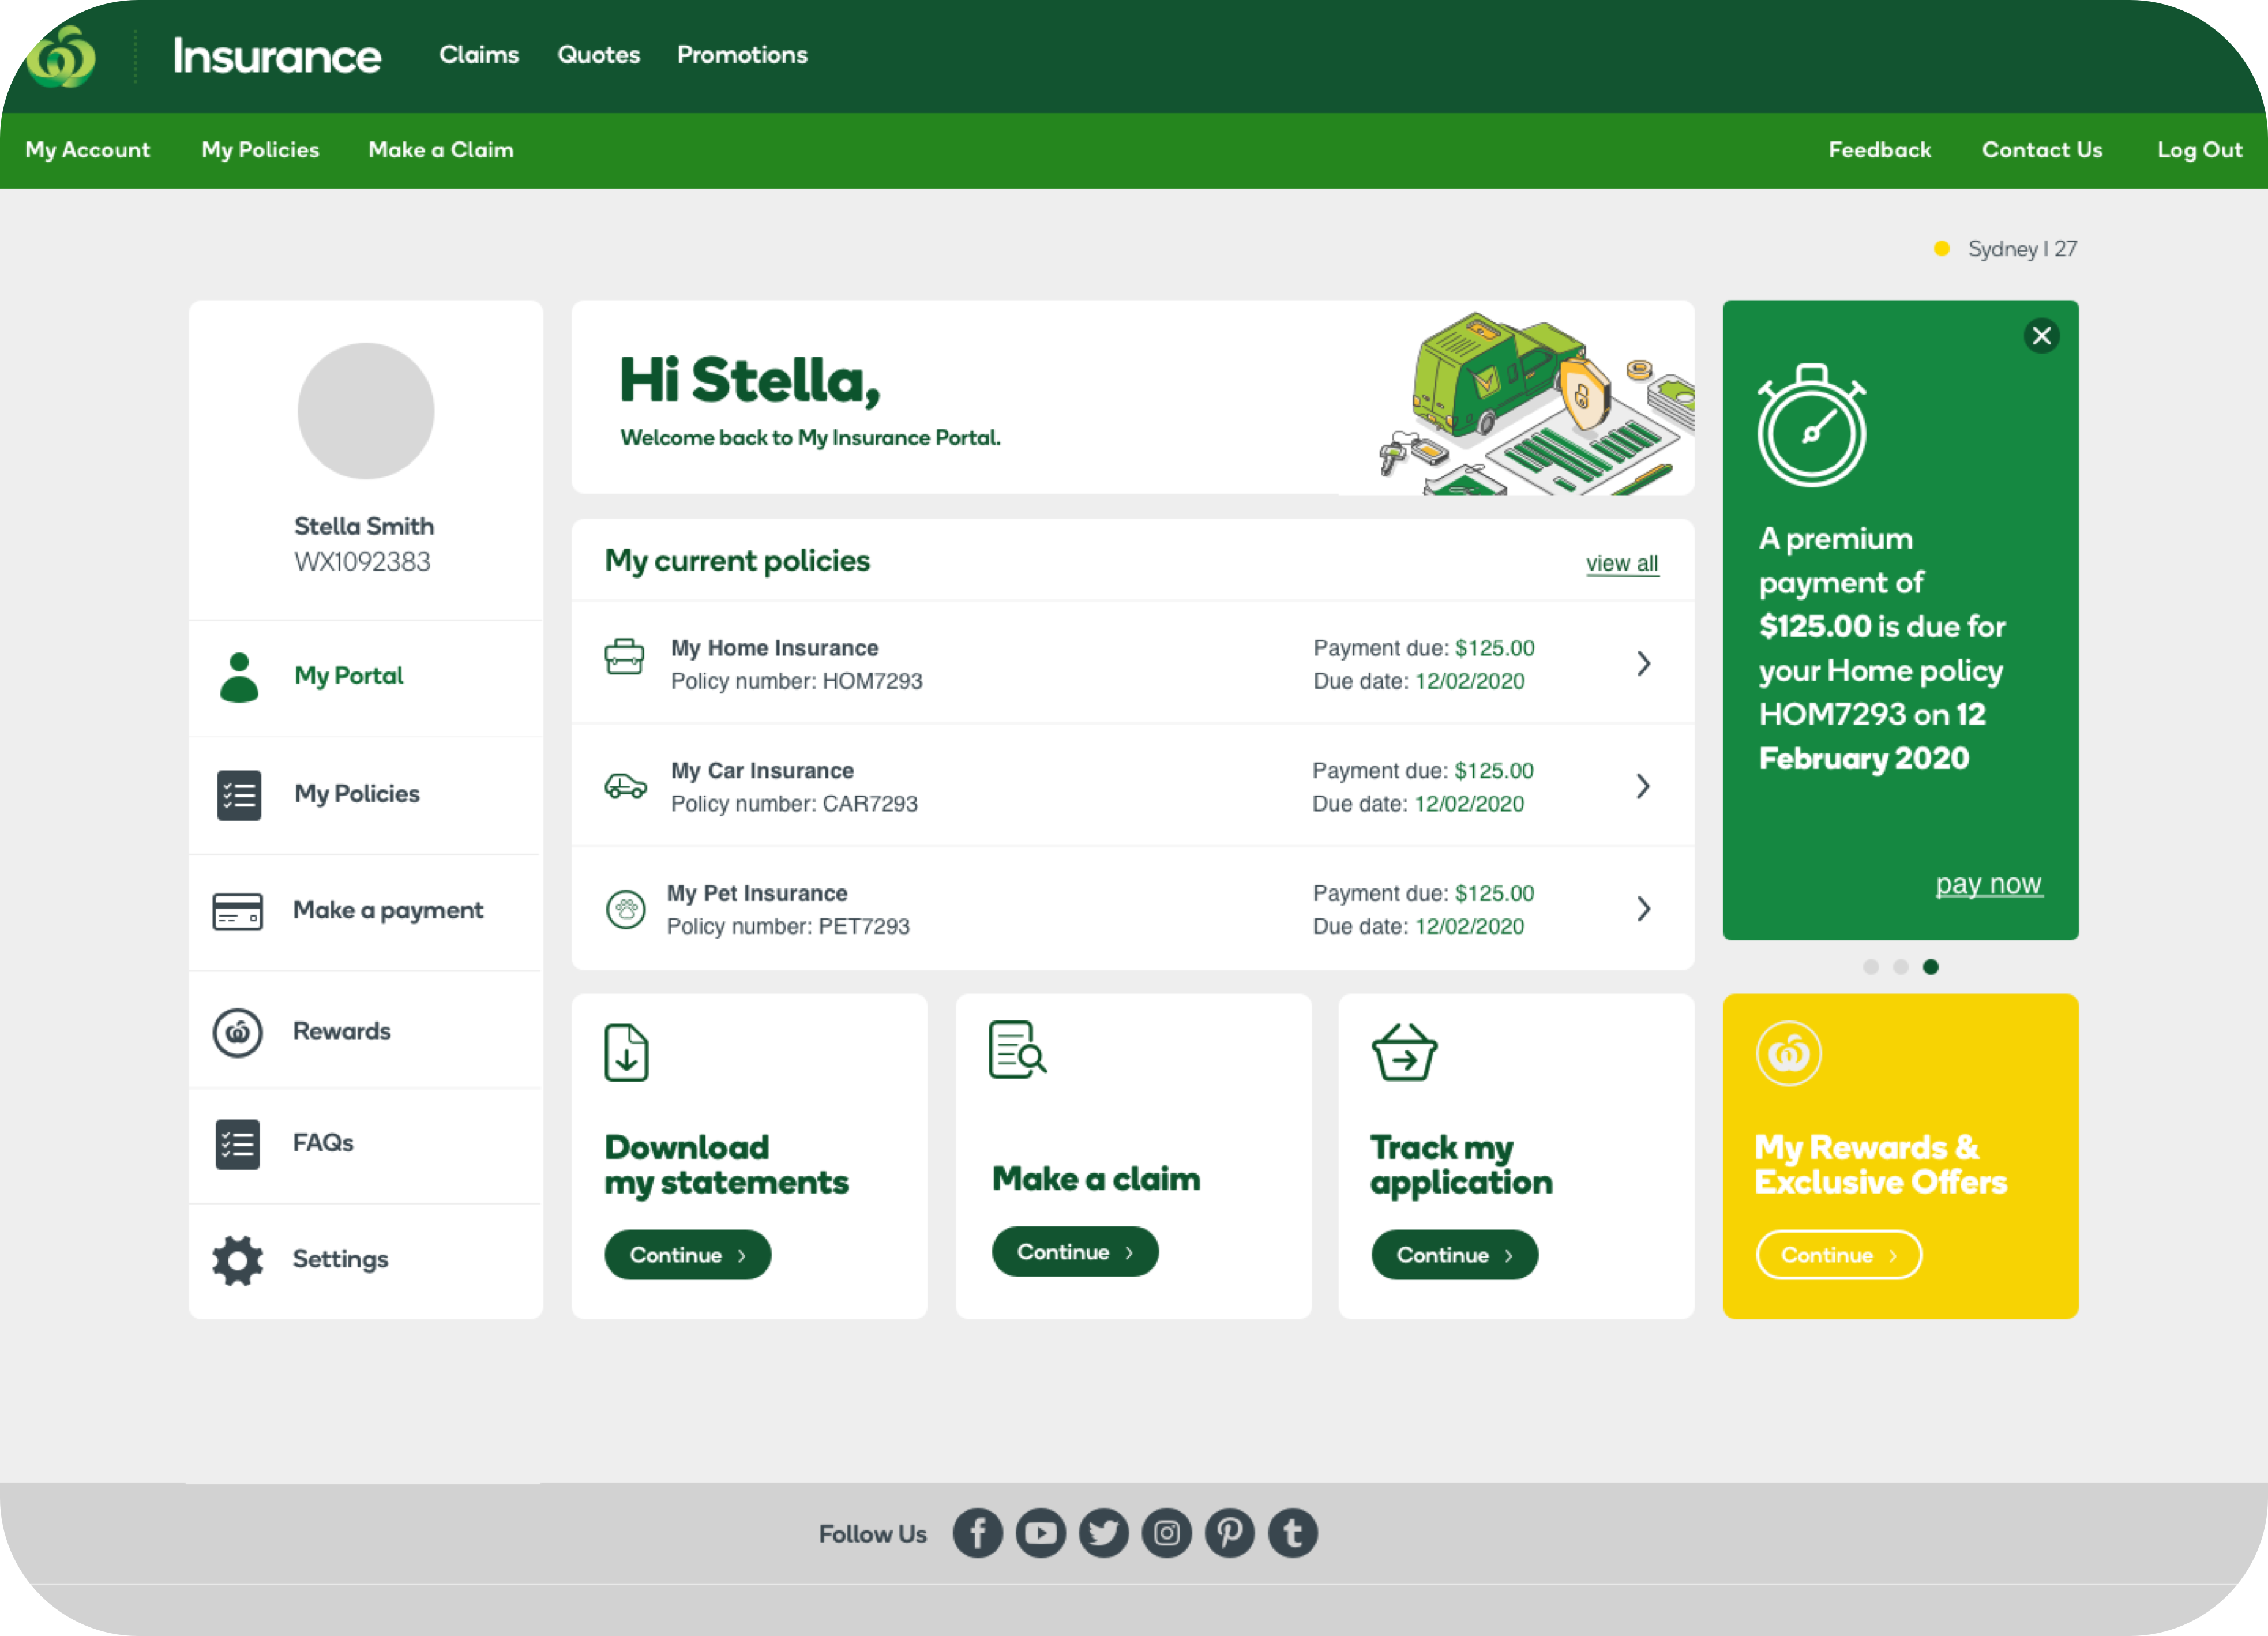 Insurance
Claims
Quotes
Promotions
My Account
My Policies
Make a Claim
Feedback
Contact Us
Log Out
Sydney I 27
Stella Smith
WX1092383
My Portal
My Policies
Make a payment
Rewards
FAQs
Settings
Hi Stella,
Welcome back to My Insurance Portal.
My current policies
view all
My Home Insurance
Policy number: HOM7293
Payment due: $125.00
Due date: 12/02/2020
My Car Insurance
Policy number: CAR7293
Payment due: $125.00
Due date: 12/02/2020
My Pet Insurance
Policy number: PET7293
Payment due: $125.00
Due date: 12/02/2020
A premium
payment of
$125.00 is due for
your Home policy
HOM7293 on 12
February 2020
pay now
Download
my statements
Continue
Make a claim
Continue
Track my
application
Continue
My Rewards &
Exclusive Offers
Continue
Follow Us